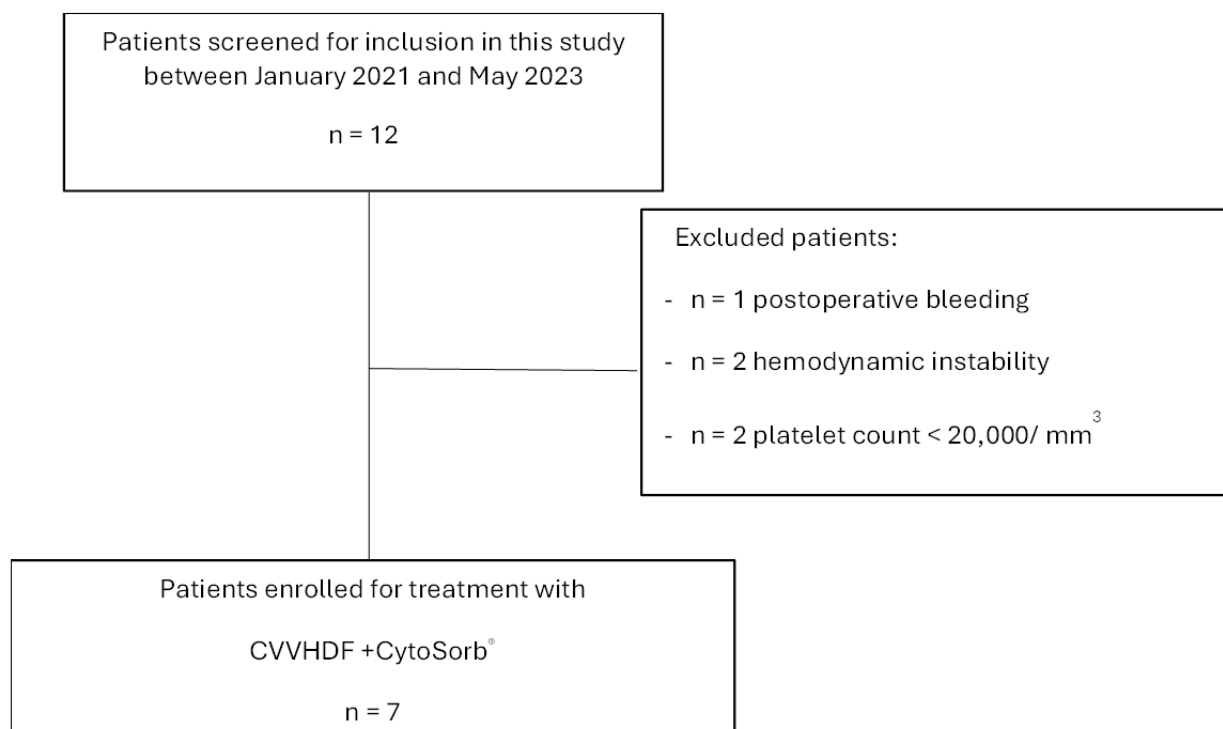 Patients screened for inclusion in this study
between January 2021 and May 2023
n = 12
Excluded patients:
- n = 1 postoperative bleeding
- n = 2 hemodynamic instability
- n = 2 platelet count < 20,000/ mm³
Patients enrolled for treatment with
CVVHDF +CytoSorb®
n = 7